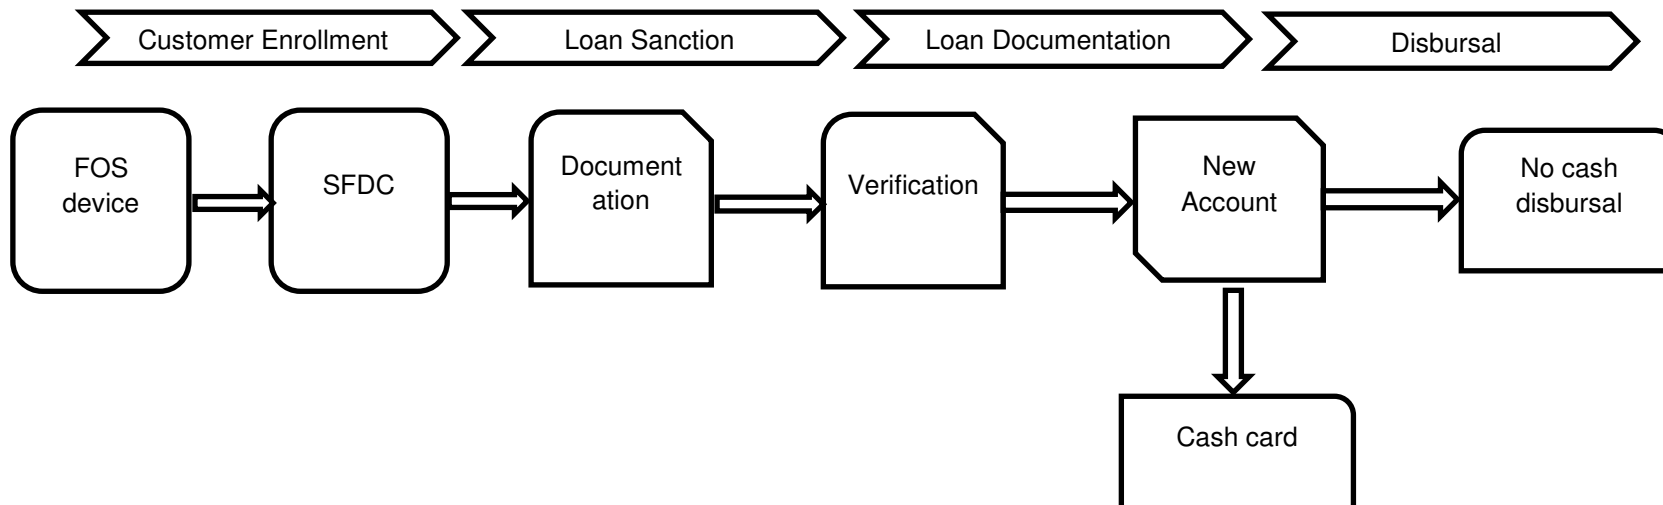 Customer Enrollment
Loan Sanction
Loan Documentation
Disbursal
FOS
device
SFDC
Document
ation
Verification
New
Account
No cash
disbursal
Cash card